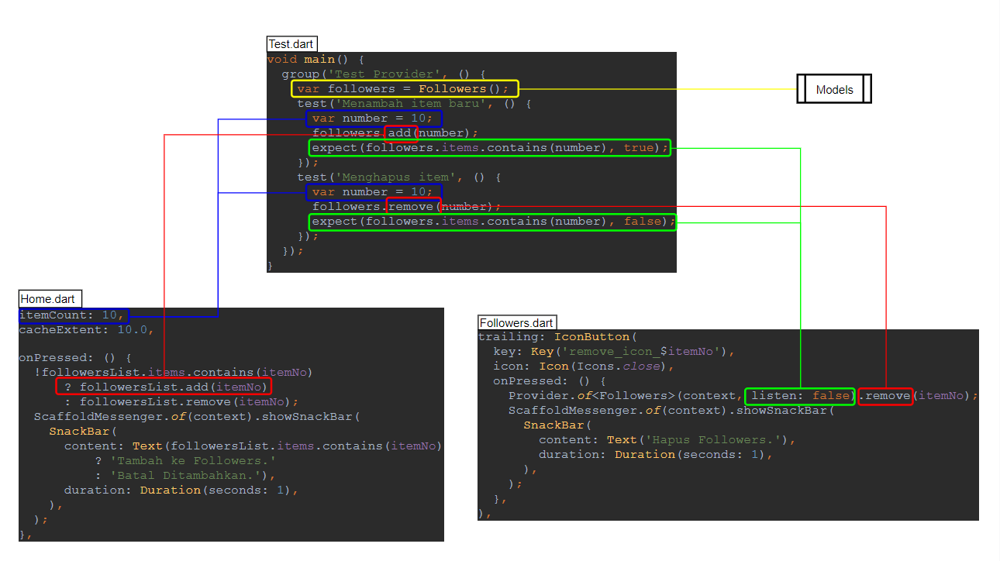 Test.dart
void main() {
group('Test Provider', () {
var followers = Followers();
Models
test('Menambah item baru', () {
var number = 10;
followers.add(number);
expect(followers.items.contains(number), true);
});
test('Menghapus item', () {
var number = 10;
followers.remove(number);
expect(followers.items.contains(number), false);
});
});
}
Home.dart
itemCount: 10,
cacheExtent: 10.0,
onPressed: () {
!followersList.items.contains(itemNo)
? followersList.add(itemNo)
: followersList.remove(itemNo);
ScaffoldMessenger.of(context).showSnackBar(
SnackBar(
content: Text(followersList.items.contains(itemNo)
? 'Tambah ke Followers.'
: 'Batal Ditambahkan.'),
duration: Duration(seconds: 1),
),
);
},
Followers.dart
trailing: IconButton(
key: Key('remove_icon_$itemNo'),
icon: Icon(Icons.close),
onPressed: () {
Provider.of<Followers>(context, listen: false).remove(itemNo);
ScaffoldMessenger.of(context).showSnackBar(
SnackBar(
content: Text('Hapus Followers.'),
duration: Duration(seconds: 1),
),
);
},
),